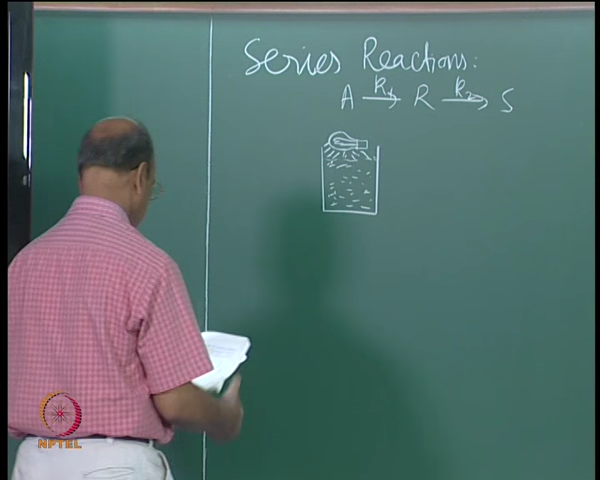 Series Reactions:
A →k₁ R →k₂ S
NPTEL